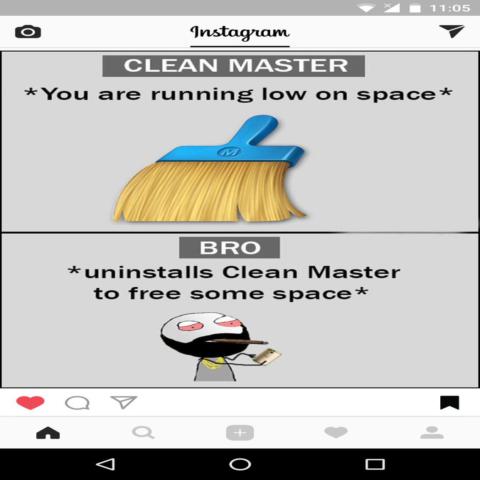 11:05
Instagram
CLEAN MASTER
*You are running low on space*
M
BRO
*uninstalls Clean Master
to free some space*